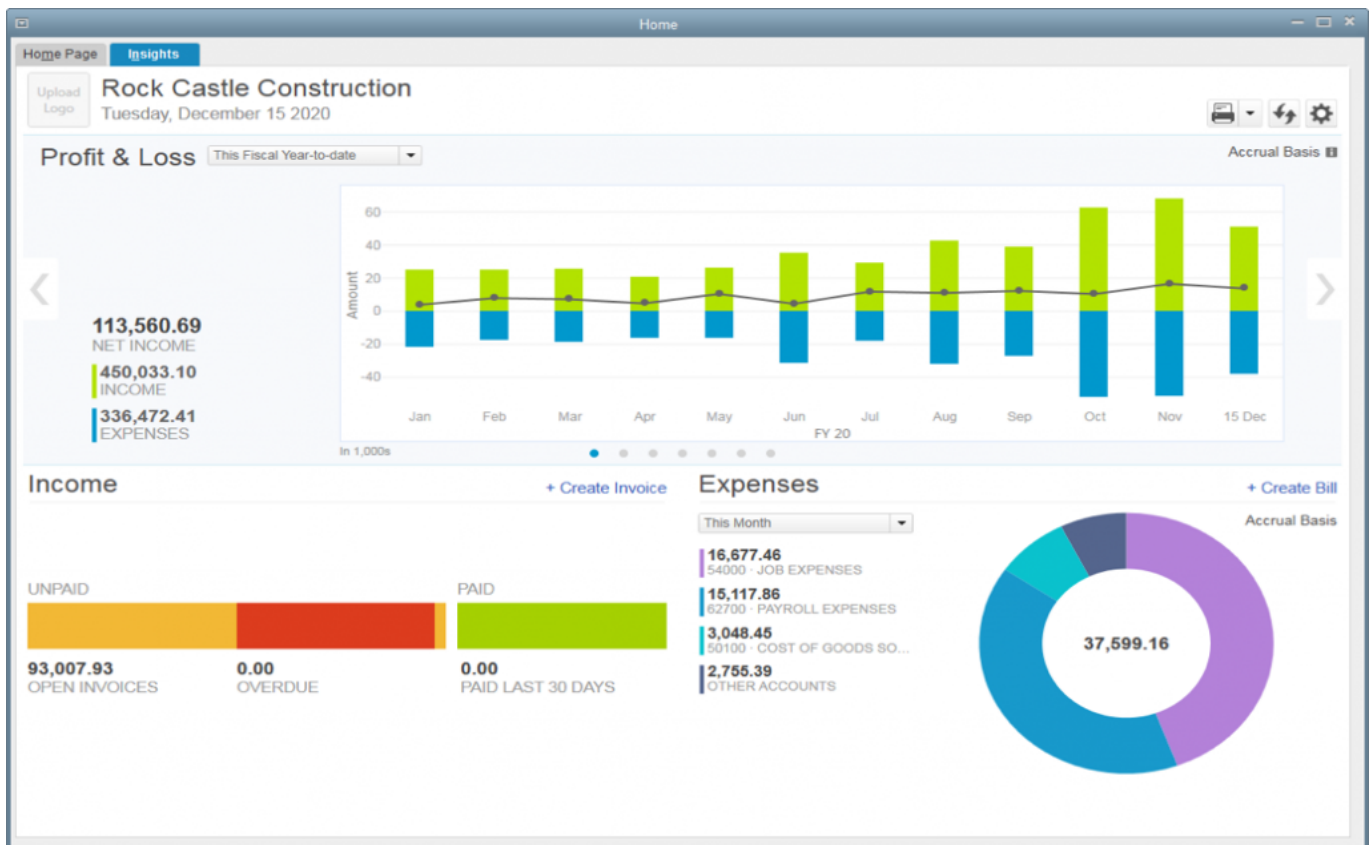 Home
Home Page
Insights
Upload
Logo
Rock Castle Construction
Tuesday, December 15 2020
Profit & Loss
This Fiscal Year-to-date
Accrual Basis
113,560.69
NET INCOME
450,033.10
INCOME
336,472.41
EXPENSES
Amount
60
40
20
0
-20
-40
Jan Feb Mar Apr May Jun Jul Aug Sep Oct Nov 15 Dec
FY 20
In 1,000s
Income
+ Create Invoice
UNPAID
PAID
93,007.93
OPEN INVOICES
0.00
OVERDUE
0.00
PAID LAST 30 DAYS
Expenses
+ Create Bill
This Month
Accrual Basis
16,677.46
54000 · JOB EXPENSES
15,117.86
62700 · PAYROLL EXPENSES
3,048.45
50100 · COST OF GOODS SO...
2,755.39
OTHER ACCOUNTS
37,599.16